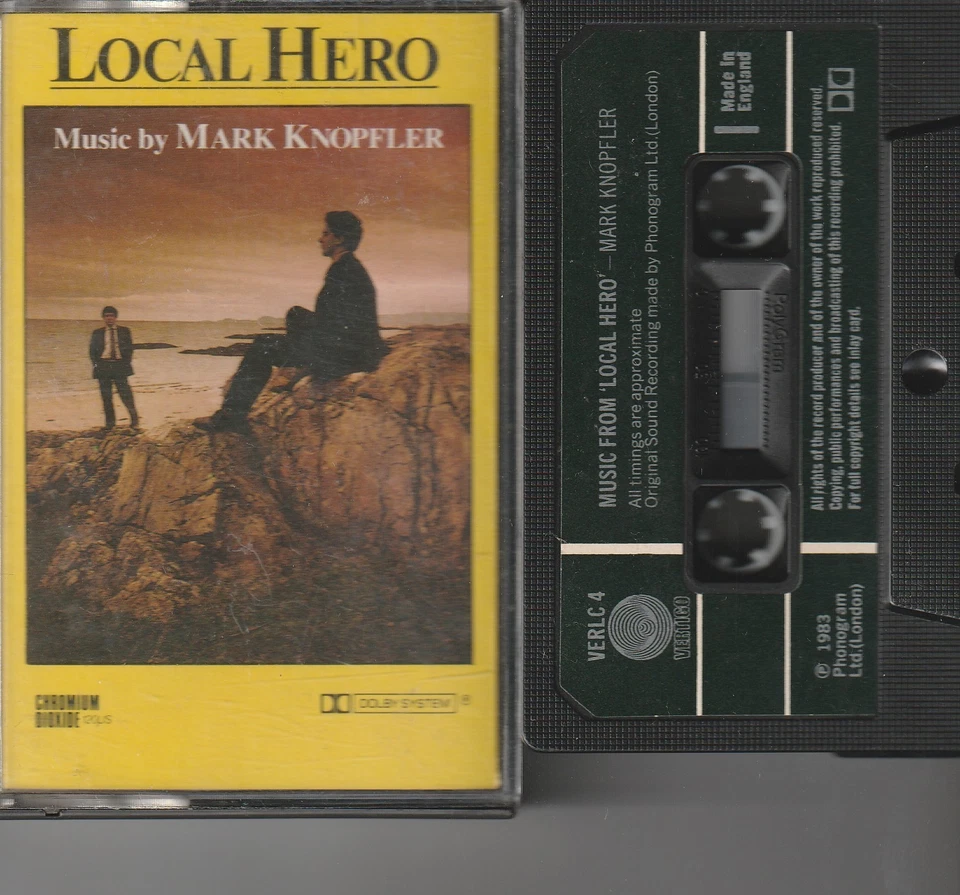 LOCAL HERO
Music by MARK KNOPFLER
CHROMIUM
DIOXIDE 120µS
DOLBY SYSTEM ®
MUSIC FROM 'LOCAL HERO' – MARK KNOPFLER
All timings are approximate
Original Sound Recording made by Phonogram Ltd.(London)
Made in
England
PolyGram
All rights of the record producer and of the owner of the work reproduced reserved.
Copying, public performances and broadcasting of this recording prohibited.
For full copyright details see inlay card.
VERLC 4
VERTIGO
℗ 1983
Phonogram
Ltd.(London)